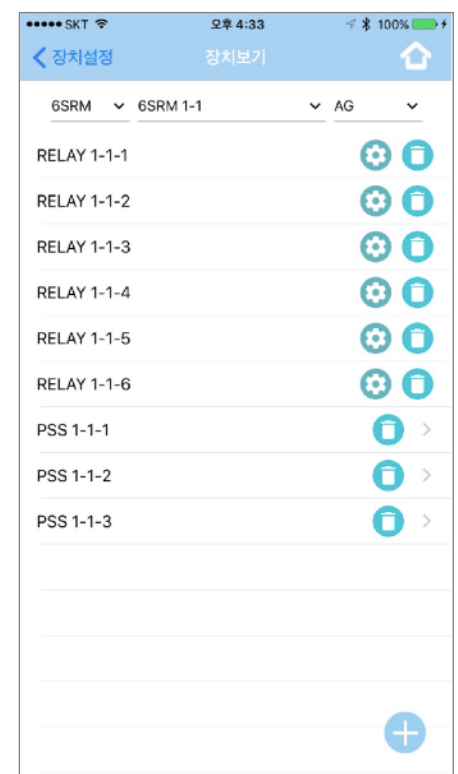 SKT 오후 4:33 100%
장치설정 장치보기
6SRM 6SRM 1-1 AG
RELAY 1-1-1
RELAY 1-1-2
RELAY 1-1-3
RELAY 1-1-4
RELAY 1-1-5
RELAY 1-1-6
PSS 1-1-1
PSS 1-1-2
PSS 1-1-3